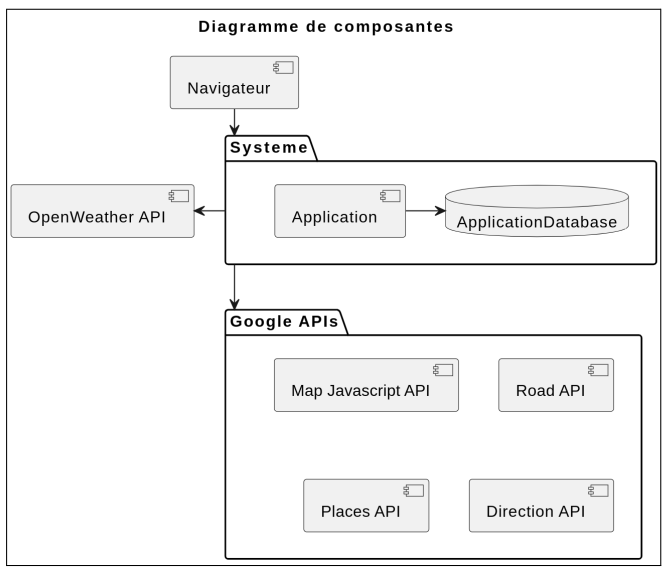 Diagramme de composantes
Navigateur
Systeme
OpenWeather API
Application
ApplicationDatabase
Google APIs
Map Javascript API
Road API
Places API
Direction API